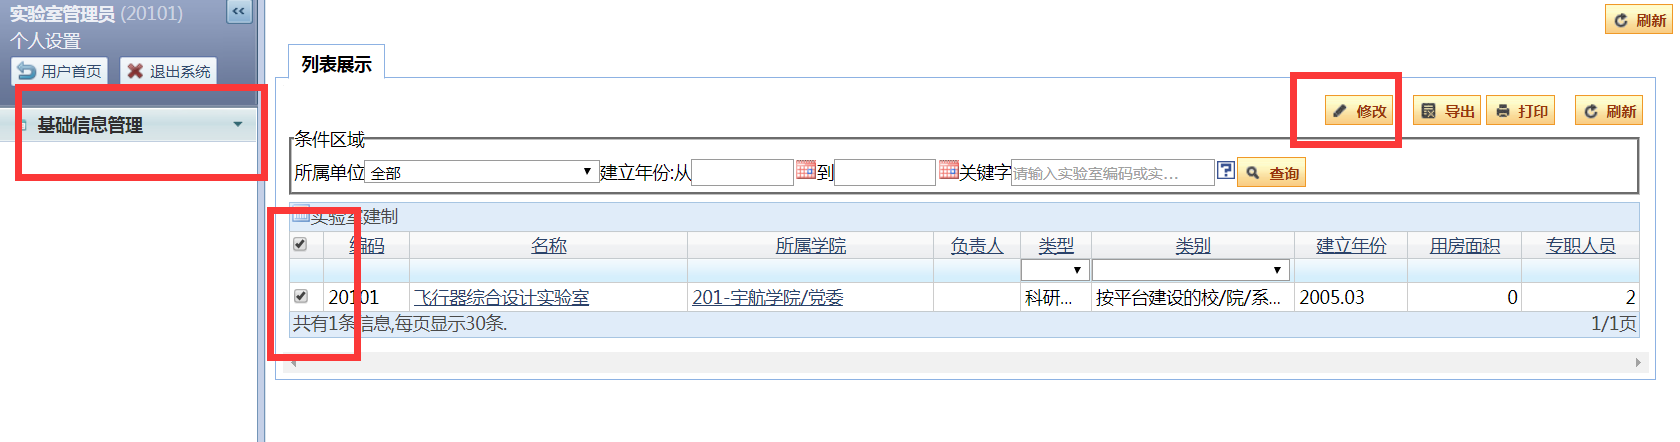 实验室管理员 (20101)
个人设置
用户首页 退出系统
基础信息管理
刷新
列表展示
修改 导出 打印 刷新
条件区域
所属单位 全部 建立年份:从 到 关键字 请输入实验室编码或实... ? 查询
实验室建制
编码 名称 所属学院 负责人 类型 类别 建立年份 用房面积 专职人员
20101 飞行器综合设计实验室 201-宇航学院/党委 科研... 按平台建设的校/院/系... 2005.03 0 2
共有1条信息,每页显示30条. 1/1页